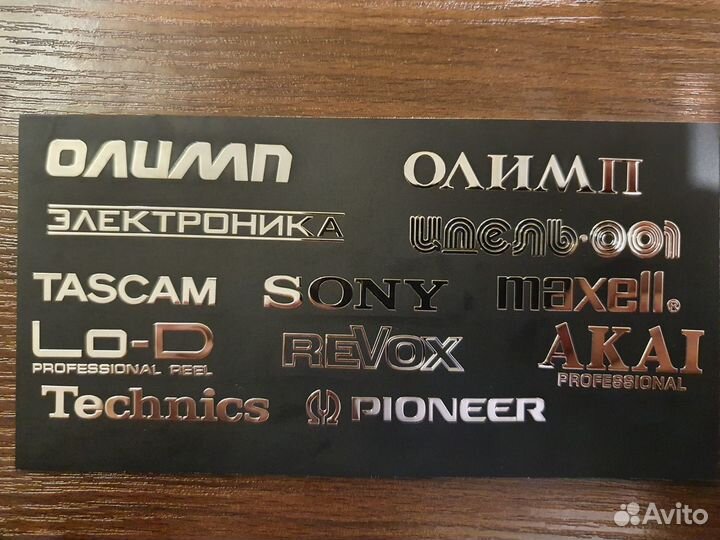 ОЛИМП ОЛИМП
ЭЛЕКТРОНИКА идель·001
TASCAM SONY maxell®
Lo-D REVOX AKAI
PROFESSIONAL REEL PROFESSIONAL
Technics PIONEER
Avito